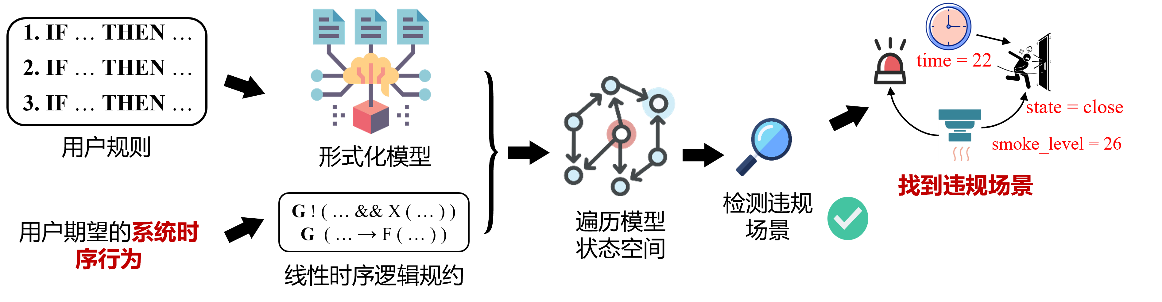 1. IF … THEN …
2. IF … THEN …
3. IF … THEN …
用户规则
形式化模型
用户期望的系统时
序行为
G ! ( … && X ( … ) )
G ( … → F ( … ) )
线性时序逻辑规约
遍历模型
状态空间
检测违规
场景
time = 22
state = close
smoke_level = 26
找到违规场景